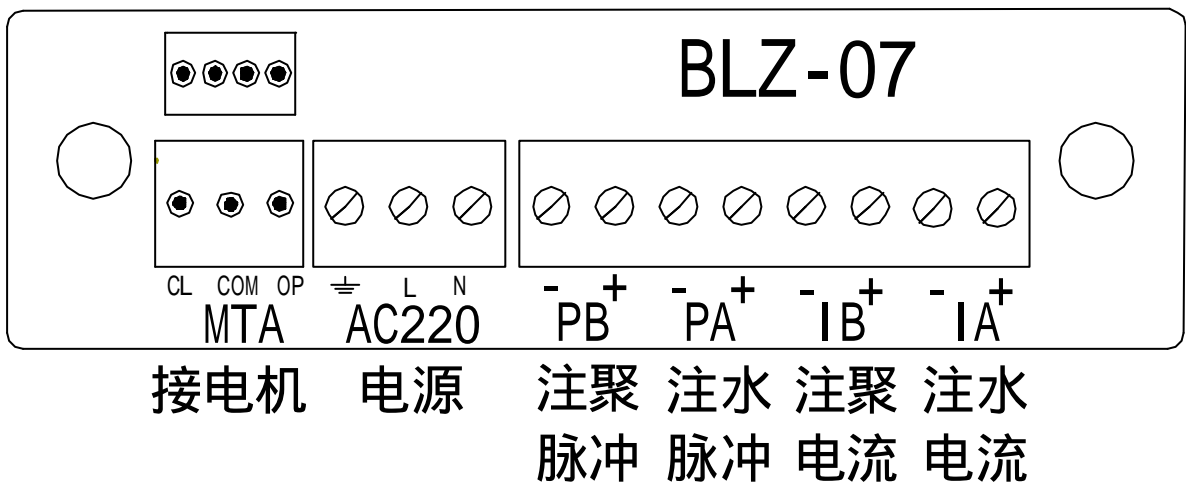 BLZ-07
CL COM OP ⏚ L N - + - + - + - +
MTA AC220 PB PA IB IA
接电机 电源 注聚 注水 注聚 注水
脉冲 脉冲 电流 电流